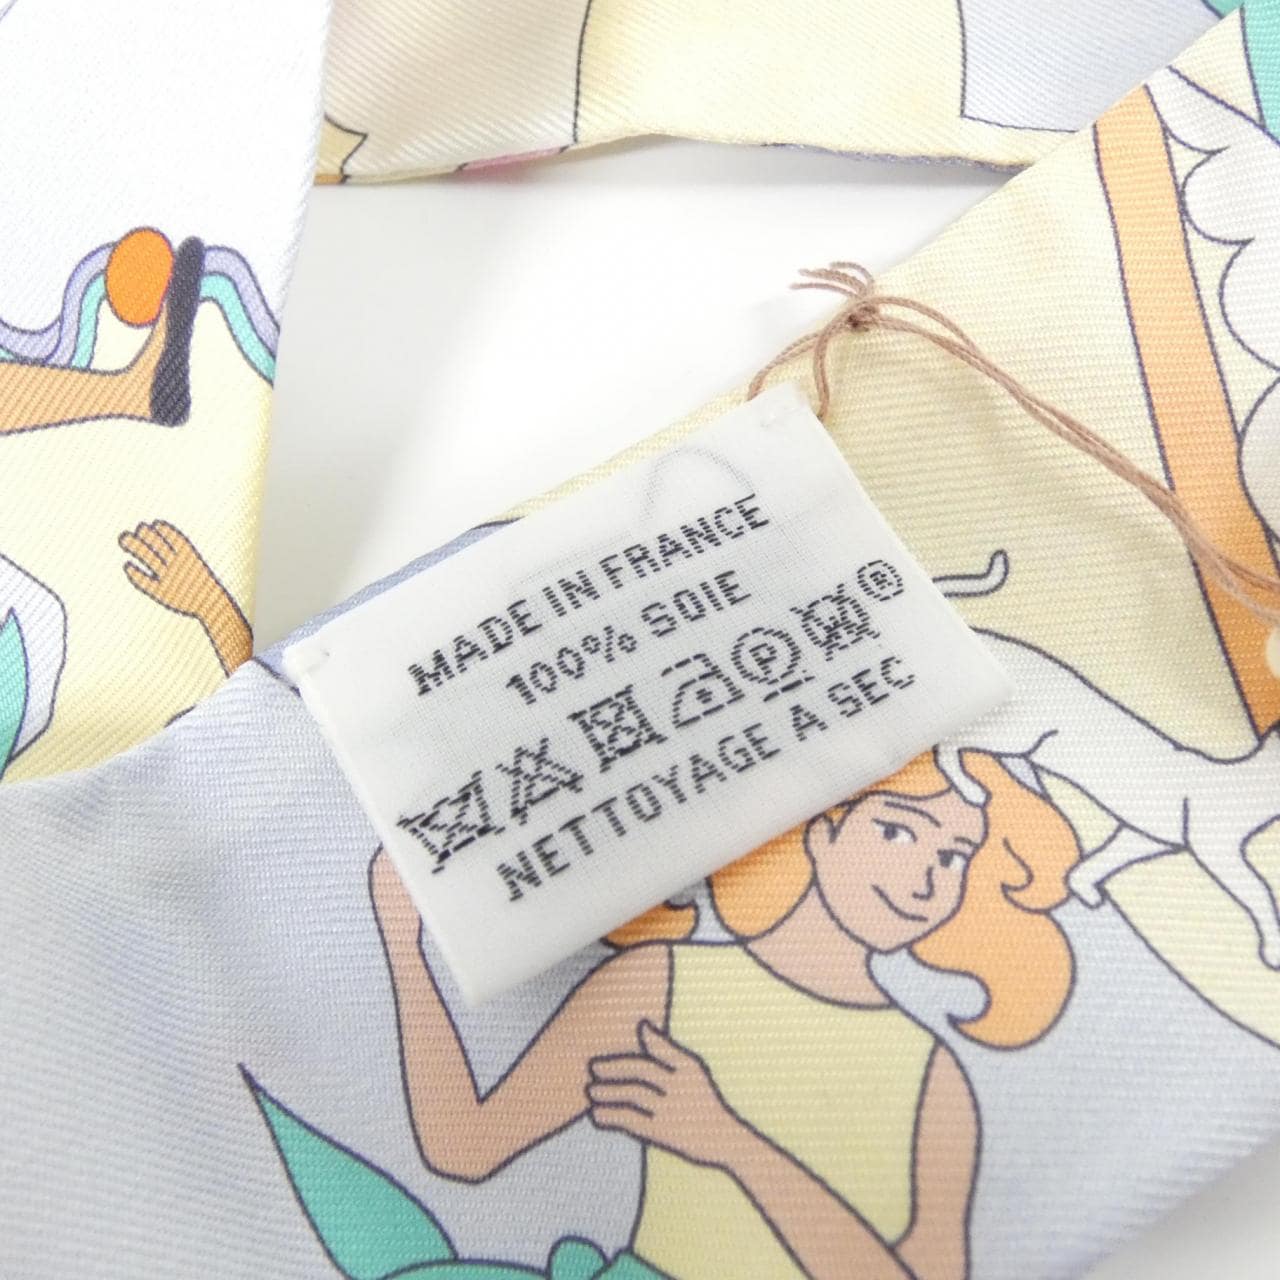 MADE IN FRANCE
100% SOIE
®
NETTOYAGE A SEC